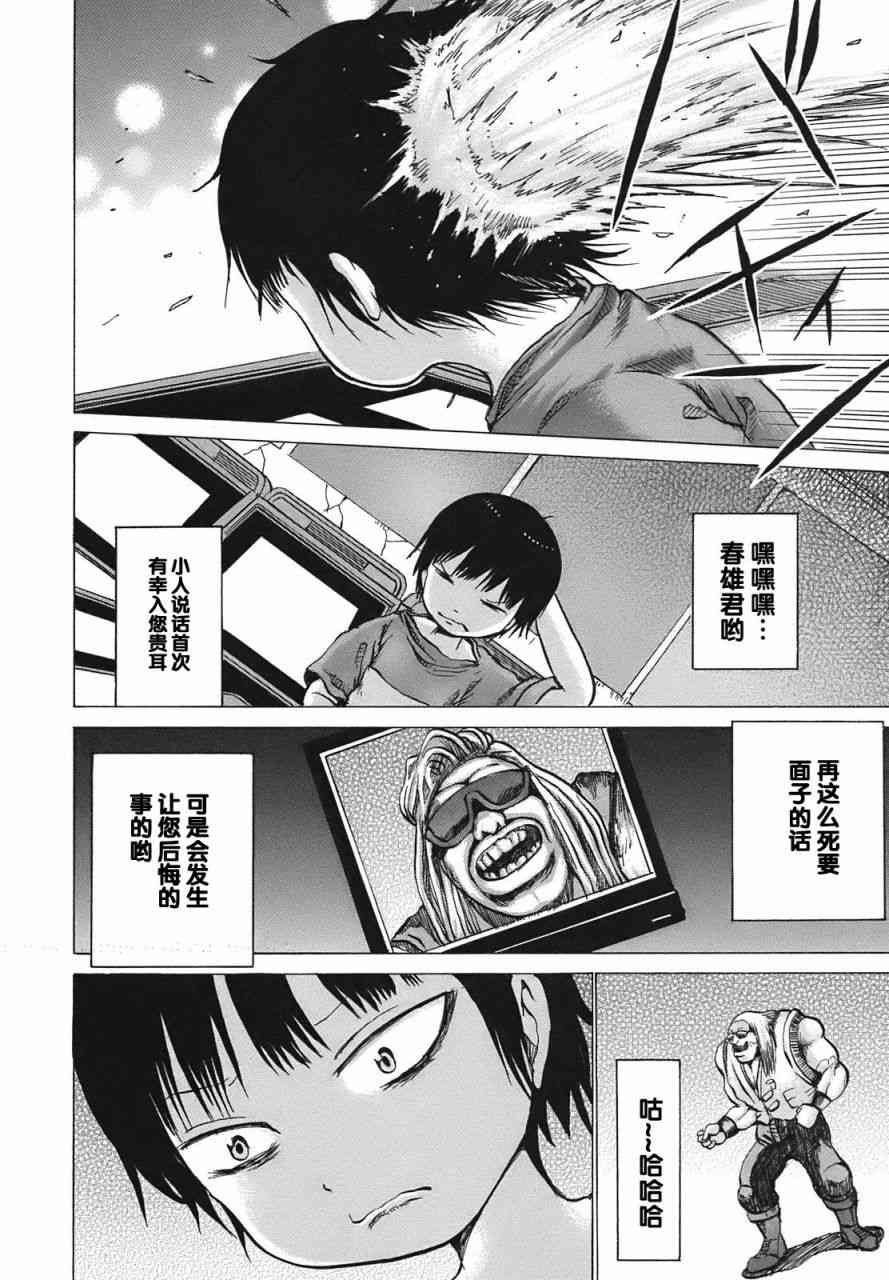 嘿嘿嘿…
春雄君哟
小人说话首次
有幸入您贵耳
再这么死要
面子的话
可是会发生
让您后悔的
事的哟
咕~~哈哈哈